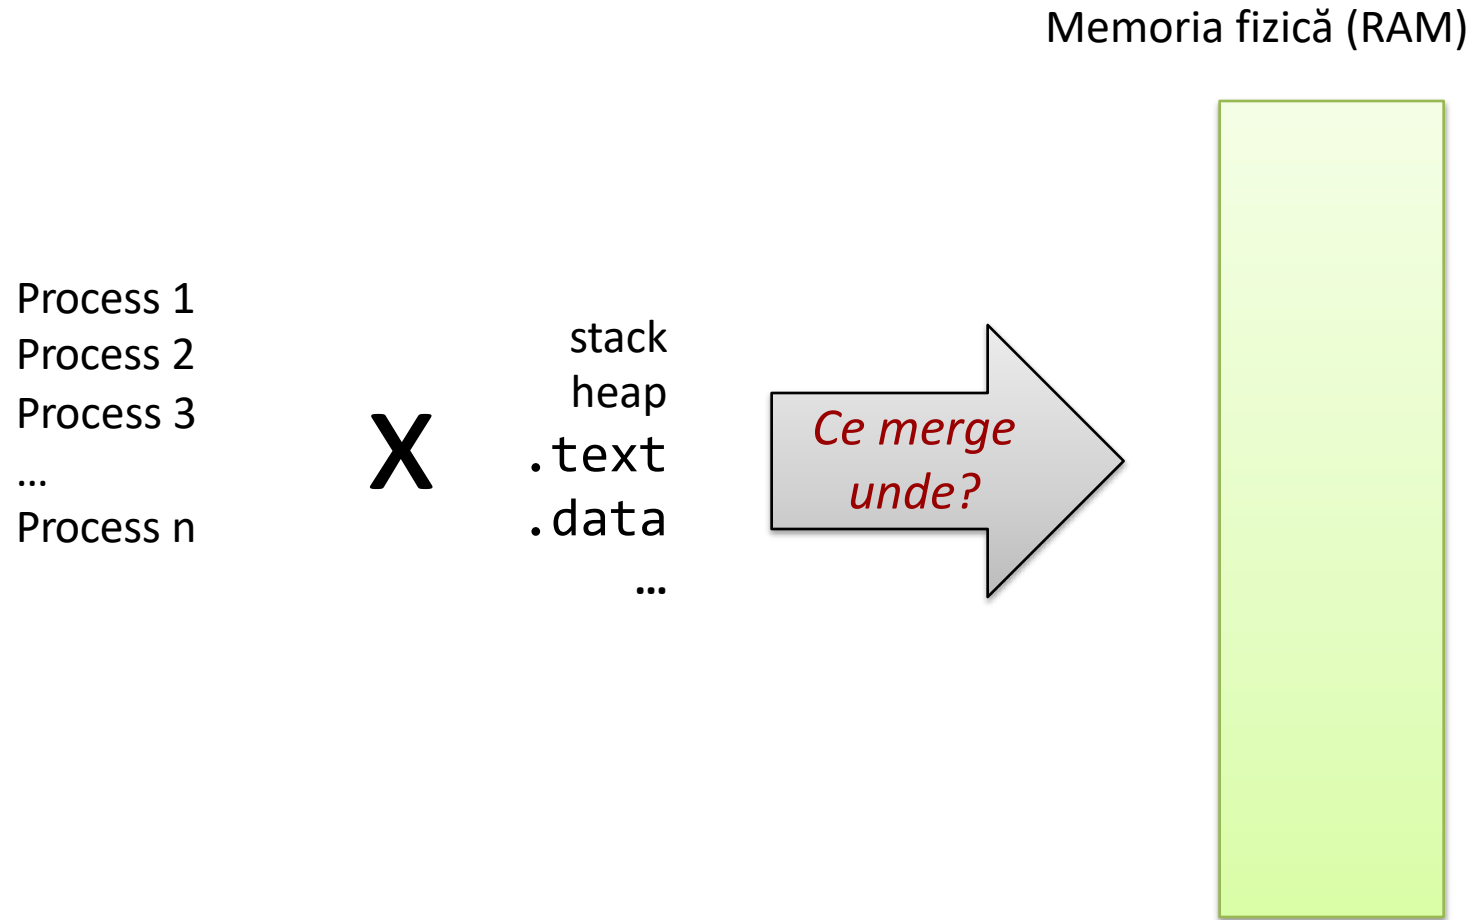 Memoria fizică (RAM)
Process 1
Process 2
Process 3
…
Process n
X
stack
heap
.text
.data
…
Ce merge
unde?